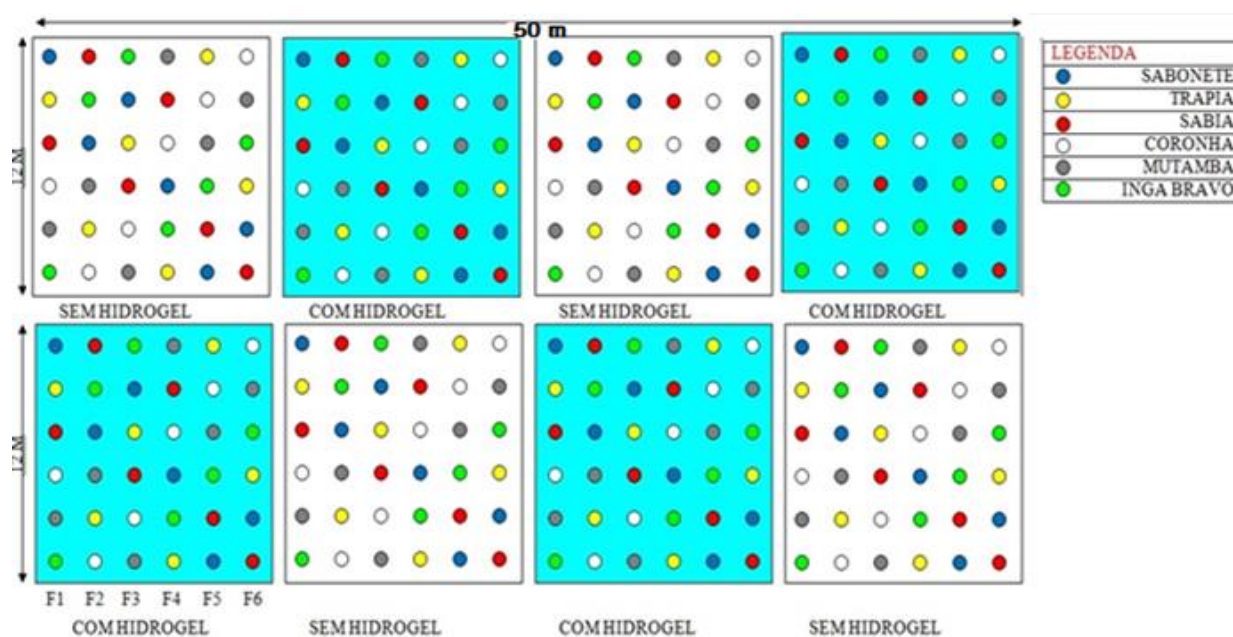 50 m
LEGENDA
SABONETE
TRAPIA
SABIA
CORONHA
MUTAMBA
INGA BRAVO
12 M
SEM HIDROGEL COM HIDROGEL SEM HIDROGEL COM HIDROGEL
12 M
F1 F2 F3 F4 F5 F6
COM HIDROGEL SEM HIDROGEL COM HIDROGEL SEM HIDROGEL